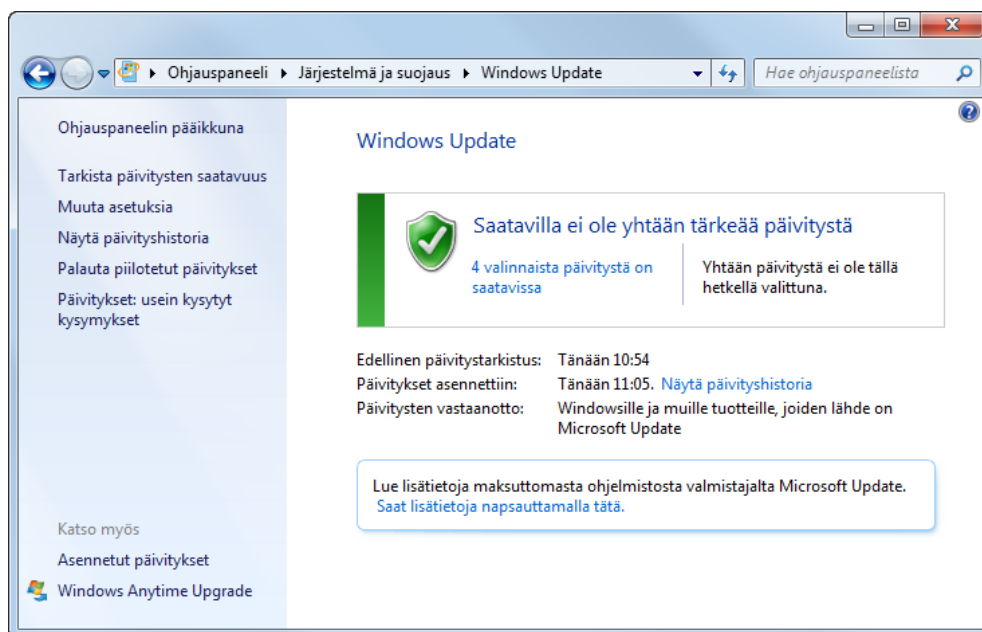 Ohjauspaneeli ▸ Järjestelmä ja suojaus ▸ Windows Update
Hae ohjauspaneelista
Ohjauspaneelin pääikkuna
Tarkista päivitysten saatavuus
Muuta asetuksia
Näytä päivityshistoria
Palauta piilotetut päivitykset
Päivitykset: usein kysytyt
kysymykset
Katso myös
Asennetut päivitykset
Windows Anytime Upgrade
Windows Update
Saatavilla ei ole yhtään tärkeää päivitystä
4 valinnaista päivitystä on
saatavissa
Yhtään päivitystä ei ole tällä
hetkellä valittuna.
Edellinen päivitystarkistus: Tänään 10:54
Päivitykset asennettiin: Tänään 11:05. Näytä päivityshistoria
Päivitysten vastaanotto: Windowsille ja muille tuotteille, joiden lähde on
Microsoft Update
Lue lisätietoja maksuttomasta ohjelmistosta valmistajalta Microsoft Update.
Saat lisätietoja napsauttamalla tätä.